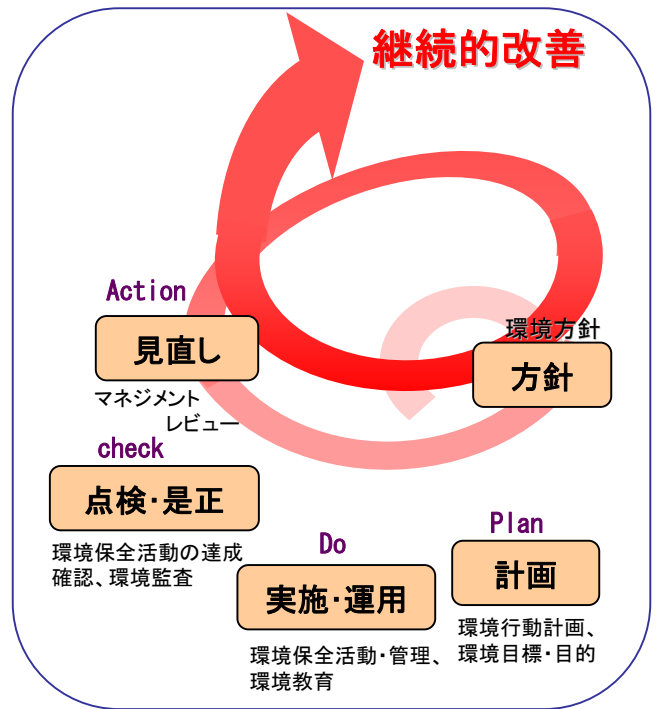 継続的改善
Action
見直し
マネジメント
レビュー
環境方針
方針
check
点検・是正
環境保全活動の達成
確認、環境監査
Do
実施・運用
環境保全活動・管理、
環境教育
Plan
計画
環境行動計画、
環境目標・目的